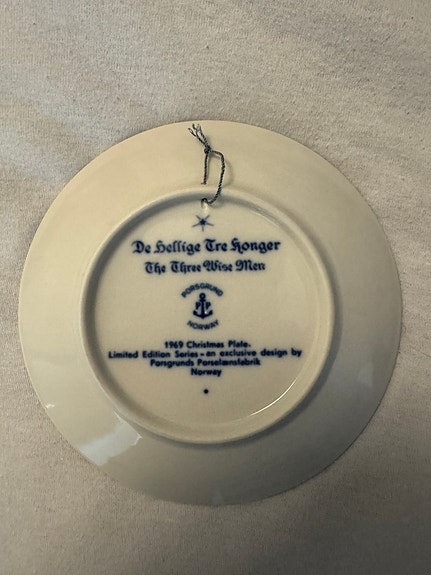 De Hellige Tre Konger
The Three Wise Men
PORSGRUND
P P
NORWAY
1969 Christmas Plate.
Limited Edition Series - an exclusive design by
Porsgrunds Porselænsfabrik
Norway